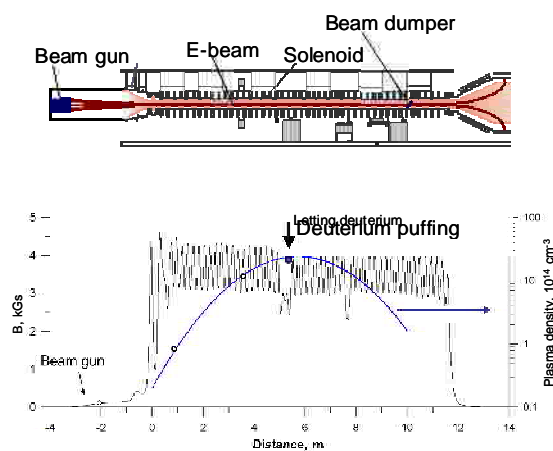 Beam dumper
Beam gun
E-beam
Solenoid
5
4
3
2
1
0
B, kGs
Letting deuterium
Deuterium puffing
Beam gun
100
10
1
0.1
Plasma density, 10¹⁴ cm⁻³
-4 -2 0 2 4 6 8 10 12 14
Distance, m